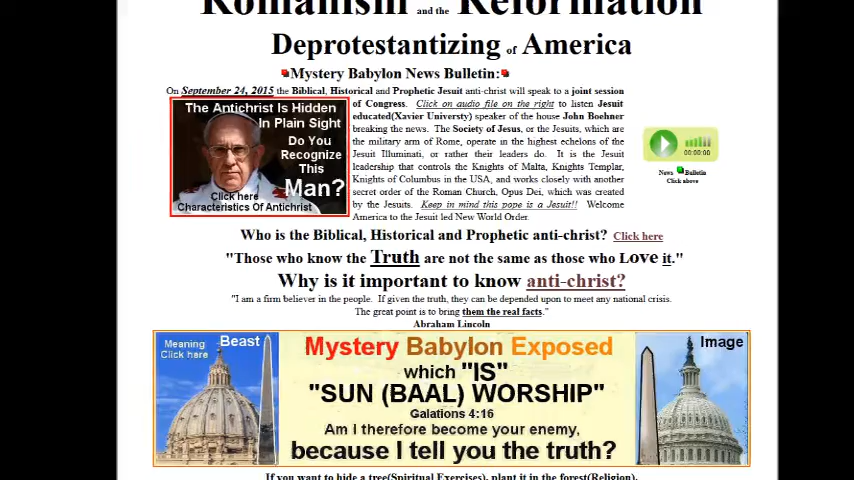 Romanism and the Reformation
Deprotestantizing of America
Mystery Babylon News Bulletin:
On September 24, 2015 the Biblical, Historical and Prophetic Jesuit anti-christ will speak to a joint session
of Congress. Click on audio file on the right to listen Jesuit
educated(Xavier Universty) speaker of the house John Boehner
breaking the news. The Society of Jesus, or the Jesuits, which are
the military arm of Rome, operate in the highest echelons of the
Jesuit Illuminati, or rather their leaders do. It is the Jesuit
leadership that controls the Knights of Malta, Knights Templar,
Knights of Columbus in the USA, and works closely with another
secret order of the Roman Church, Opus Dei, which was created
by the Jesuits. Keep in mind this pope is a Jesuit!! Welcome
America to the Jesuit led New World Order.
The Antichrist Is Hidden
In Plain Sight
Do You
Recognize
This
Man?
Click here
Characteristics Of Antichrist
00:00:00
News Bulletin
Click above
Who is the Biblical, Historical and Prophetic anti-christ? Click here
"Those who know the Truth are not the same as those who Love it."
Why is it important to know anti-christ?
"I am a firm believer in the people. If given the truth, they can be depended upon to meet any national crisis.
The great point is to bring them the real facts."
Abraham Lincoln
Meaning
Click here
Beast
Mystery Babylon Exposed
which "IS"
"SUN (BAAL) WORSHIP"
Galations 4:16
Am I therefore become your enemy,
because I tell you the truth?
Image
If you want to hide a tree(Spiritual Exercises), plant it in the forest(Religion).